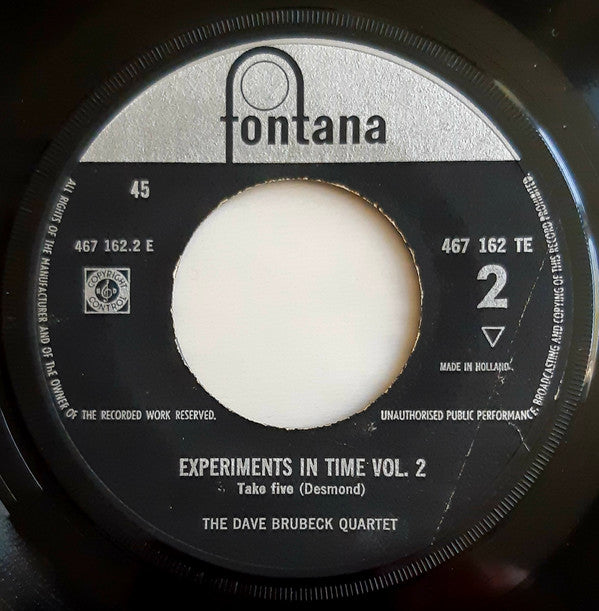 fontana
45
467 162.2 E
467 162 TE
COPYRIGHT CONTROL
2
MADE IN HOLLAND
ALL RIGHTS OF THE MANUFACTURER AND OF THE OWNER OF THE RECORDED WORK RESERVED.
UNAUTHORISED PUBLIC PERFORMANCE, BROADCASTING AND COPYING OF THIS RECORD PROHIBITED
EXPERIMENTS IN TIME VOL. 2
Take five (Desmond)
THE DAVE BRUBECK QUARTET